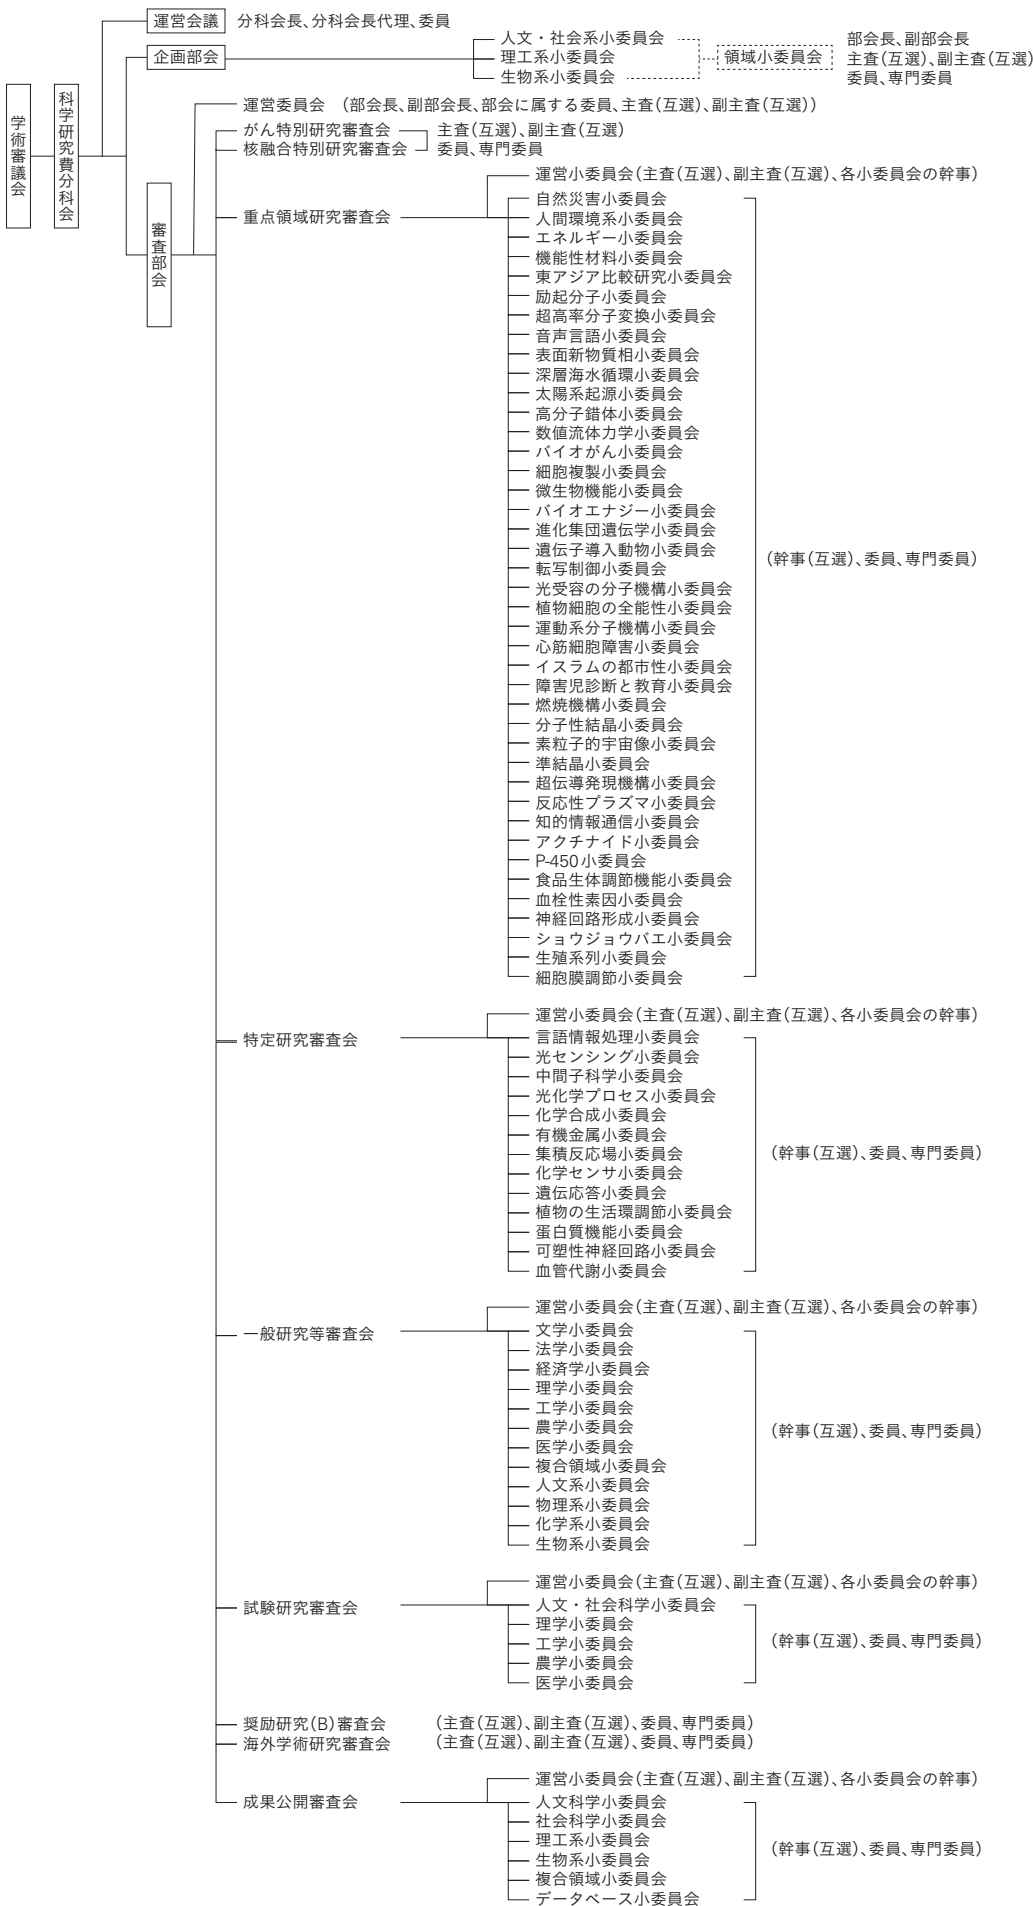 学術審議会
科学研究費分科会
運営会議 分科会長、分科会長代理、委員
企画部会
人文・社会系小委員会
理工系小委員会
生物系小委員会
領域小委員会
部会長、副部会長
主査(互選)、副主査(互選)
委員、専門委員
審査部会
運営委員会 (部会長、副部会長、部会に属する委員、主査(互選)、副主査(互選))
がん特別研究審査会
核融合特別研究審査会
主査(互選)、副主査(互選)
委員、専門委員
重点領域研究審査会
運営小委員会(主査(互選)、副主査(互選)、各小委員会の幹事)
自然災害小委員会
人間環境系小委員会
エネルギー小委員会
機能性材料小委員会
東アジア比較研究小委員会
励起分子小委員会
超高率分子変換小委員会
音声言語小委員会
表面新物質相小委員会
深層海水循環小委員会
太陽系起源小委員会
高分子錯体小委員会
数値流体力学小委員会
バイオがん小委員会
細胞複製小委員会
微生物機能小委員会
バイオエナジー小委員会
進化集団遺伝学小委員会
遺伝子導入動物小委員会
転写制御小委員会
光受容の分子機構小委員会
植物細胞の全能性小委員会
運動系分子機構小委員会
心筋細胞障害小委員会
イスラムの都市性小委員会
障害児診断と教育小委員会
燃焼機構小委員会
分子性結晶小委員会
素粒子的宇宙像小委員会
準結晶小委員会
超伝導発現機構小委員会
反応性プラズマ小委員会
知的情報通信小委員会
アクチナイド小委員会
P-450小委員会
食品生体調節機能小委員会
血栓性素因小委員会
神経回路形成小委員会
ショウジョウバエ小委員会
生殖系列小委員会
細胞膜調節小委員会
(幹事(互選)、委員、専門委員)
特定研究審査会
運営小委員会(主査(互選)、副主査(互選)、各小委員会の幹事)
言語情報処理小委員会
光センシング小委員会
中間子科学小委員会
光化学プロセス小委員会
化学合成小委員会
有機金属小委員会
集積反応場小委員会
化学センサ小委員会
遺伝応答小委員会
植物の生活環調節小委員会
蛋白質機能小委員会
可塑性神経回路小委員会
血管代謝小委員会
(幹事(互選)、委員、専門委員)
一般研究等審査会
運営小委員会(主査(互選)、副主査(互選)、各小委員会の幹事)
文学小委員会
法学小委員会
経済学小委員会
理学小委員会
工学小委員会
農学小委員会
医学小委員会
複合領域小委員会
人文系小委員会
物理系小委員会
化学系小委員会
生物系小委員会
(幹事(互選)、委員、専門委員)
試験研究審査会
運営小委員会(主査(互選)、副主査(互選)、各小委員会の幹事)
人文・社会科学小委員会
理学小委員会
工学小委員会
農学小委員会
医学小委員会
(幹事(互選)、委員、専門委員)
奨励研究(B)審査会 (主査(互選)、副主査(互選)、委員、専門委員)
海外学術研究審査会 (主査(互選)、副主査(互選)、委員、専門委員)
成果公開審査会
運営小委員会(主査(互選)、副主査(互選)、各小委員会の幹事)
人文科学小委員会
社会科学小委員会
理工系小委員会
生物系小委員会
複合領域小委員会
データベース小委員会
(幹事(互選)、委員、専門委員)